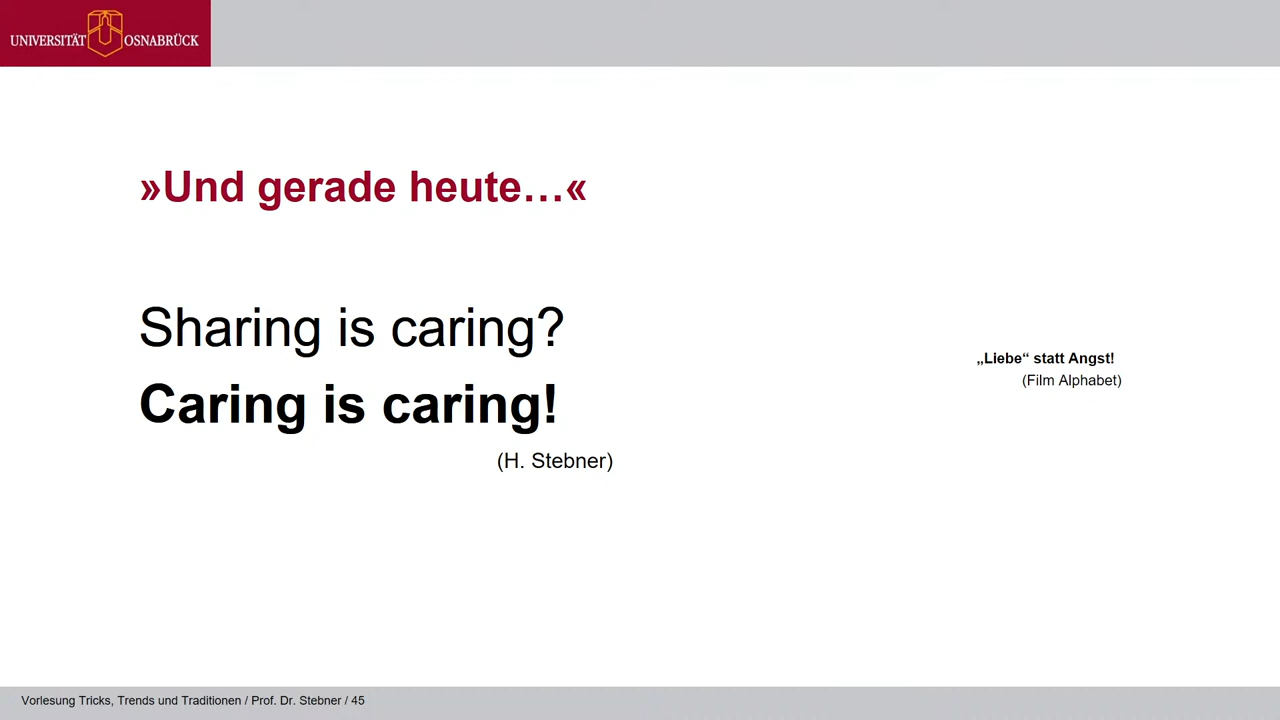 UNIVERSITÄT OSNABRÜCK
»Und gerade heute…«
Sharing is caring?
Caring is caring!
(H. Stebner)
„Liebe“ statt Angst!
(Film Alphabet)
Vorlesung Tricks, Trends und Traditionen / Prof. Dr. Stebner / 45